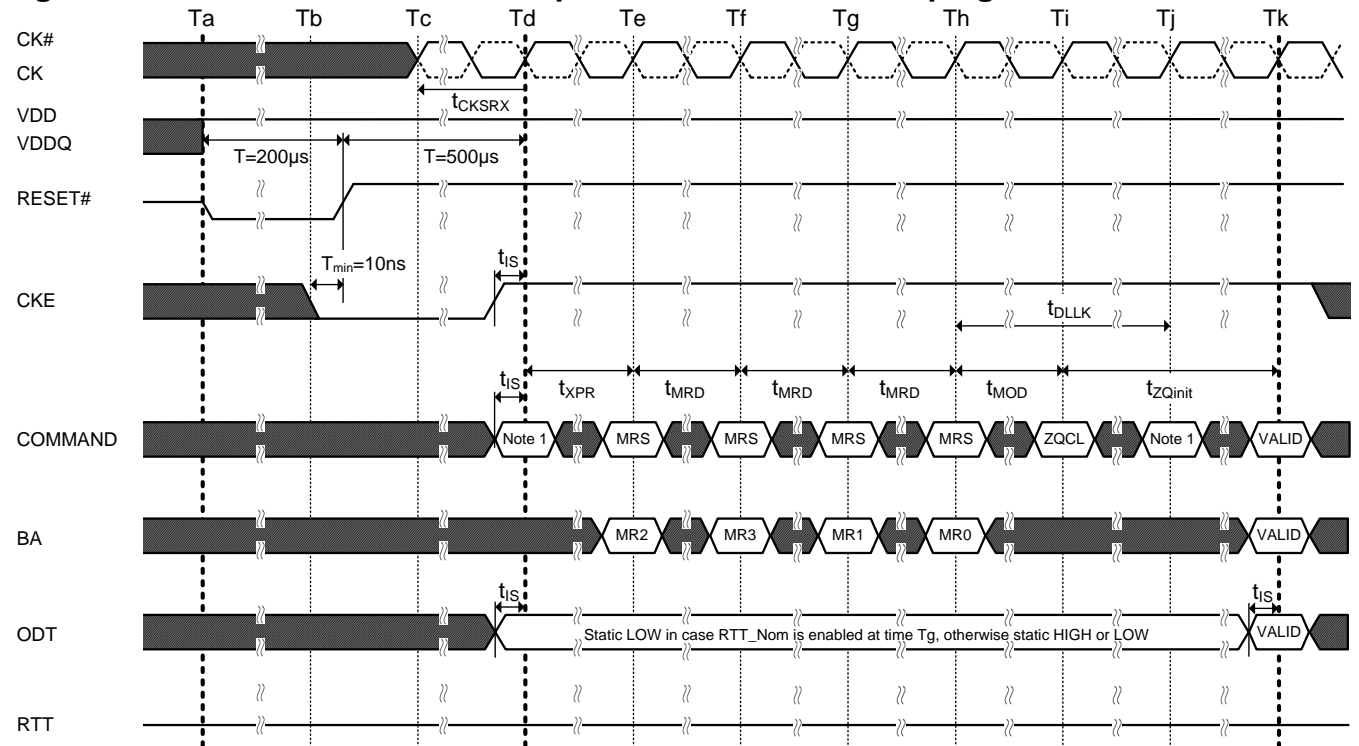 Ta Tb Tc Td Te Tf Tg Th Ti Tj Tk
CK#
CK
tCKSRX
VDD
VDDQ
T=200µs T=500µs
RESET#
Tmin=10ns tIS
CKE
tDLLK
tIS tXPR tMRD tMRD tMRD tMOD tZQinit
COMMAND Note 1 MRS MRS MRS MRS ZQCL Note 1 VALID
BA MR2 MR3 MR1 MR0 VALID
tIS tIS
ODT Static LOW in case RTT_Nom is enabled at time Tg, otherwise static HIGH or LOW VALID
RTT